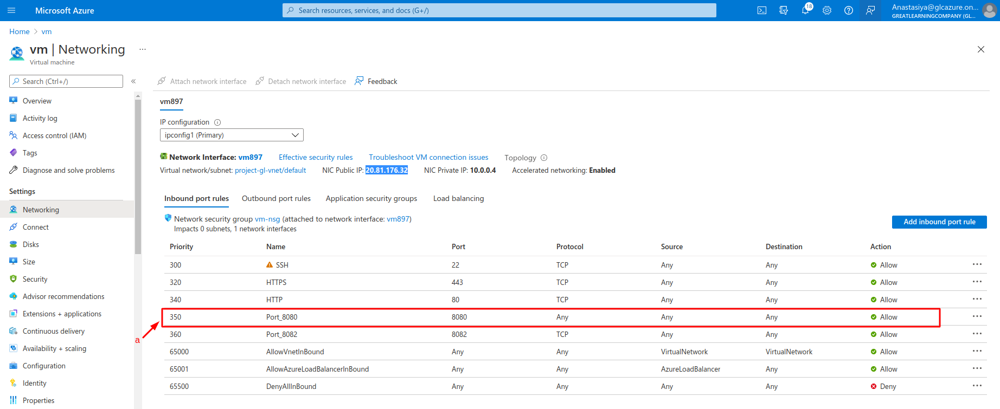 Microsoft Azure
Search resources, services, and docs (G+/)
18
Anastasiya@glcazure.on...
GREATLEARNINGCOMPANY (GL...
Home > vm
vm | Networking ...
Virtual machine
Search (Ctrl+/)
«
Overview
Activity log
Access control (IAM)
Tags
Diagnose and solve problems
Settings
Networking
Connect
Disks
Size
Security
Advisor recommendations
Extensions + applications
Continuous delivery
Availability + scaling
Configuration
Identity
Properties
Attach network interface Detach network interface Feedback
vm897
IP configuration
ipconfig1 (Primary)
Network Interface: vm897 Effective security rules Troubleshoot VM connection issues Topology
Virtual network/subnet: project-gl-vnet/default NIC Public IP: 20.81.176.32 NIC Private IP: 10.0.0.4 Accelerated networking: Enabled
Inbound port rules Outbound port rules Application security groups Load balancing
Network security group vm-nsg (attached to network interface: vm897)
Impacts 0 subnets, 1 network interfaces
Add inbound port rule
Priority Name Port Protocol Source Destination Action
300 SSH 22 TCP Any Any Allow ...
320 HTTPS 443 TCP Any Any Allow ...
340 HTTP 80 TCP Any Any Allow ...
350 Port_8080 8080 Any Any Any Allow ...
a
360 Port_8082 8082 TCP Any Any Allow ...
65000 AllowVnetInBound Any Any VirtualNetwork VirtualNetwork Allow ...
65001 AllowAzureLoadBalancerInBound Any Any AzureLoadBalancer Any Allow ...
65500 DenyAllInBound Any Any Any Any Deny ...